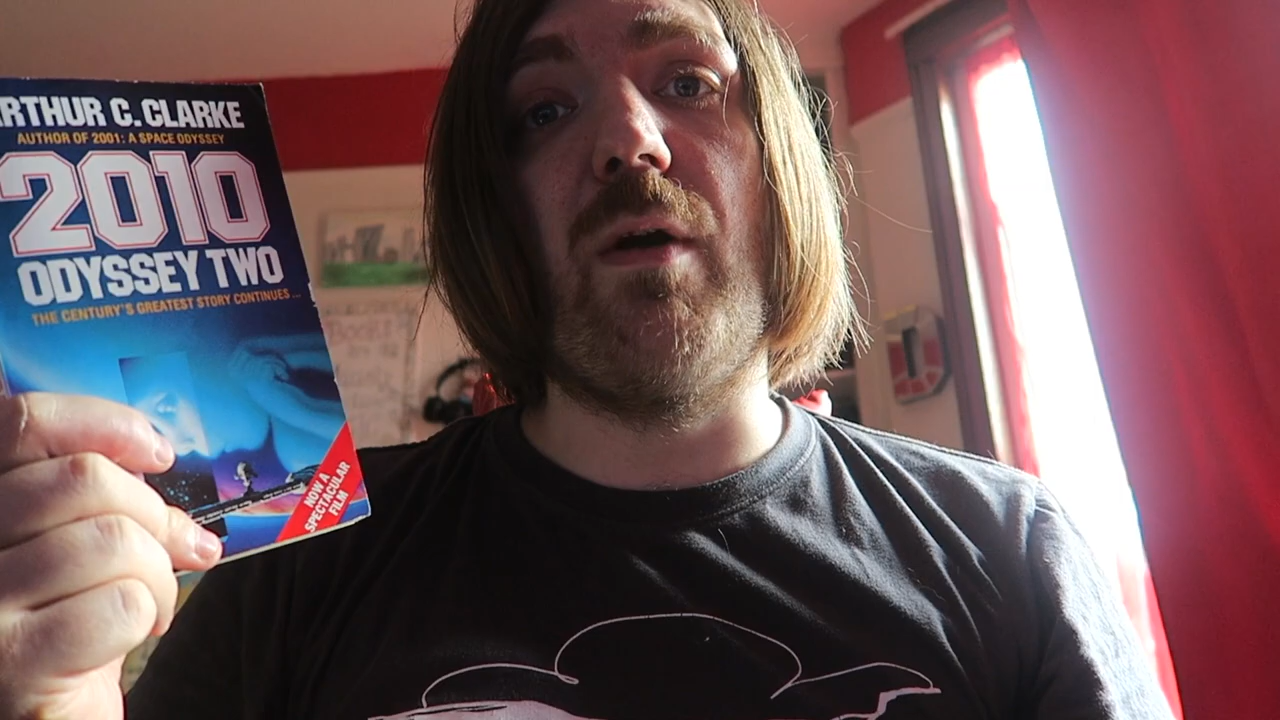 ARTHUR C. CLARKE
AUTHOR OF 2001: A SPACE ODYSSEY
2010
ODYSSEY TWO
THE CENTURY'S GREATEST STORY CONTINUES...
NOW A
SPECTACULAR
FILM